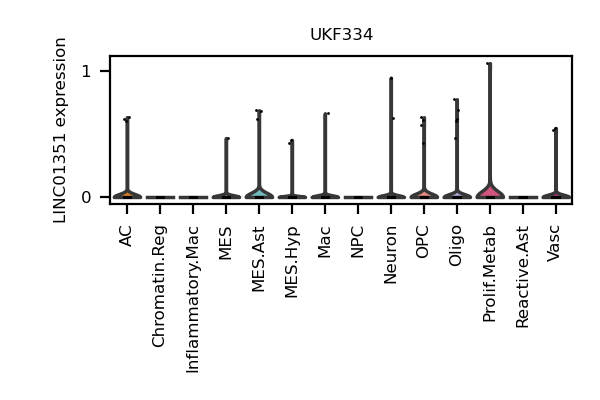 UKF334
LINC01351 expression
1
0
AC
Chromatin.Reg
Inflammatory.Mac
MES
MES.Ast
MES.Hyp
Mac
NPC
Neuron
OPC
Oligo
Prolif.Metab
Reactive.Ast
Vasc